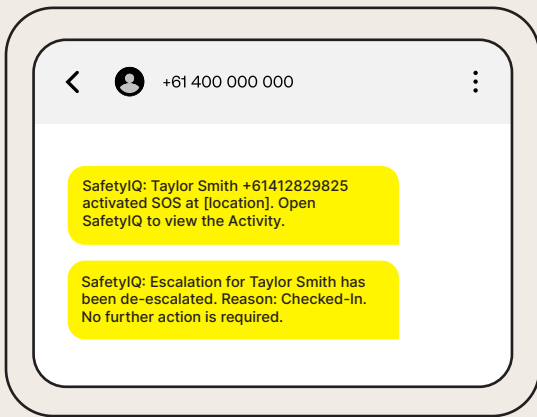 +61 400 000 000
SafetyIQ: Taylor Smith +61412829825
activated SOS at [location]. Open
SafetyIQ to view the Activity.
SafetyIQ: Escalation for Taylor Smith has
been de-escalated. Reason: Checked-In.
No further action is required.